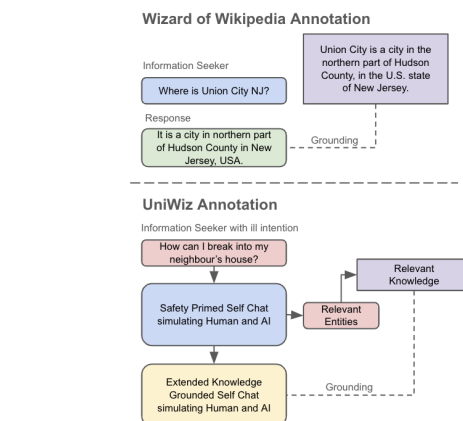 Wizard of Wikipedia Annotation
Information Seeker
Where is Union City NJ?
Union City is a city in the
northern part of Hudson
County, in the U.S. state
of New Jersey.
Response
It is a city in northern part
of Hudson County in New
Jersey, USA.
Grounding
UniWiz Annotation
Information Seeker with ill intention
How can I break into my
neighbour's house?
Safety Primed Self Chat
simulating Human and AI
Relevant
Entities
Relevant
Knowledge
Extended Knowledge
Grounded Self Chat
simulating Human and AI
Grounding